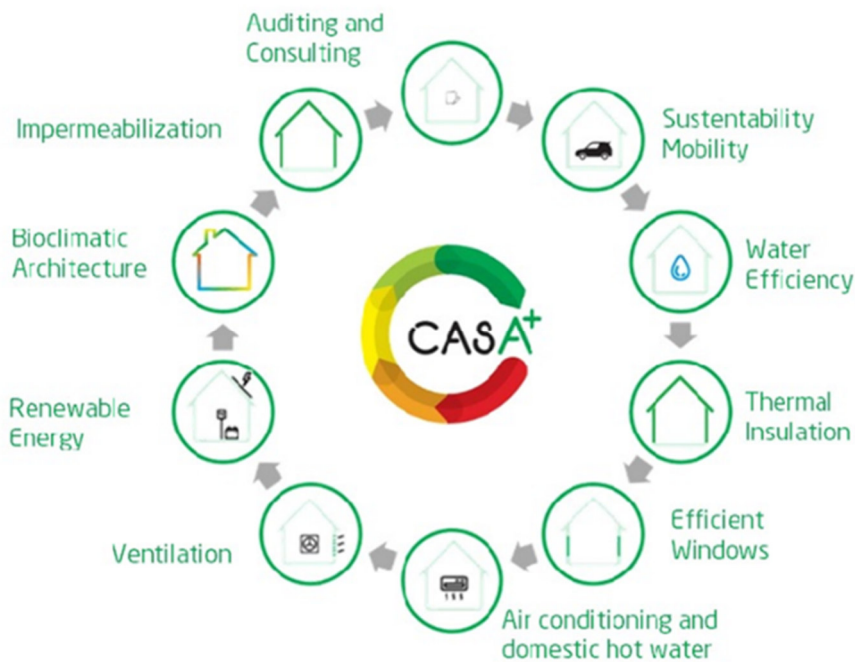 Auditing and
Consulting
Sustentability
Mobility
Water
Efficiency
Thermal
Insulation
Efficient
Windows
Air conditioning and
domestic hot water
Ventilation
Renewable
Energy
Bioclimatic
Architecture
Impermeabilization
CASA+